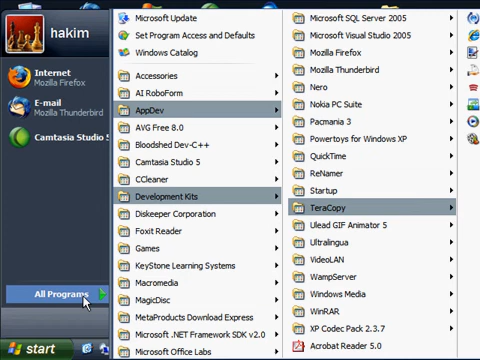 hakim
Internet
Mozilla Firefox
E-mail
Mozilla Thunderbird
Camtasia Studio 5
All Programs
start
Microsoft Update
Set Program Access and Defaults
Windows Catalog
Accessories
AI RoboForm
AppDev
AVG Free 8.0
Bloodshed Dev-C++
Camtasia Studio 5
CCleaner
Development Kits
Diskeeper Corporation
Foxit Reader
Games
KeyStone Learning Systems
Macromedia
MagicDisc
MetaProducts Download Express
Microsoft .NET Framework SDK v2.0
Microsoft Office Labs
Microsoft SQL Server 2005
Microsoft Visual Studio 2005
Mozilla Firefox
Mozilla Thunderbird
Nero
Nokia PC Suite
Pacmania 3
Powertoys for Windows XP
QuickTime
ReNamer
Startup
TeraCopy
Ulead GIF Animator 5
Ultralingua
VideoLAN
WampServer
Windows Media
WinRAR
XP Codec Pack 2.3.7
Acrobat Reader 5.0